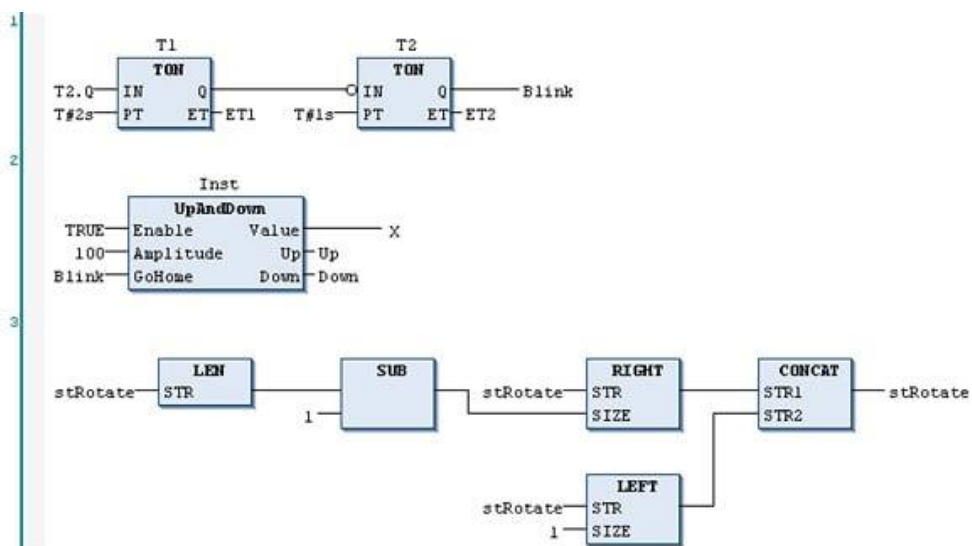 1
T1 T2
TON TON
T2.Q IN Q IN Q Blink
T#2s PT ET ET1 T#1s PT ET ET2
2
Inst
UpAndDown
TRUE Enable Value X
100 Amplitude Up Up
Blink GoHome Down Down
3
LEN SUB RIGHT CONCAT
stRotate STR stRotate STR STR1 stRotate
1 SIZE STR2
LEFT
stRotate STR
1 SIZE